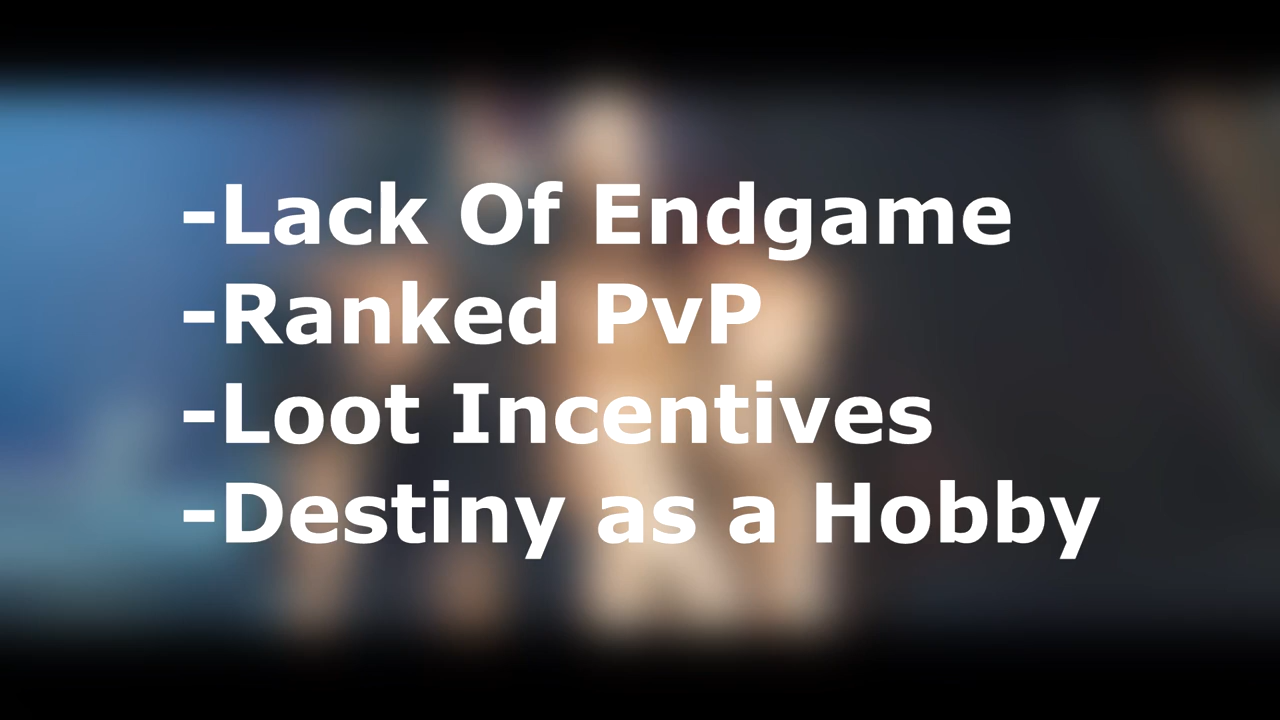 -Lack Of Endgame
-Ranked PvP
-Loot Incentives
-Destiny as a Hobby